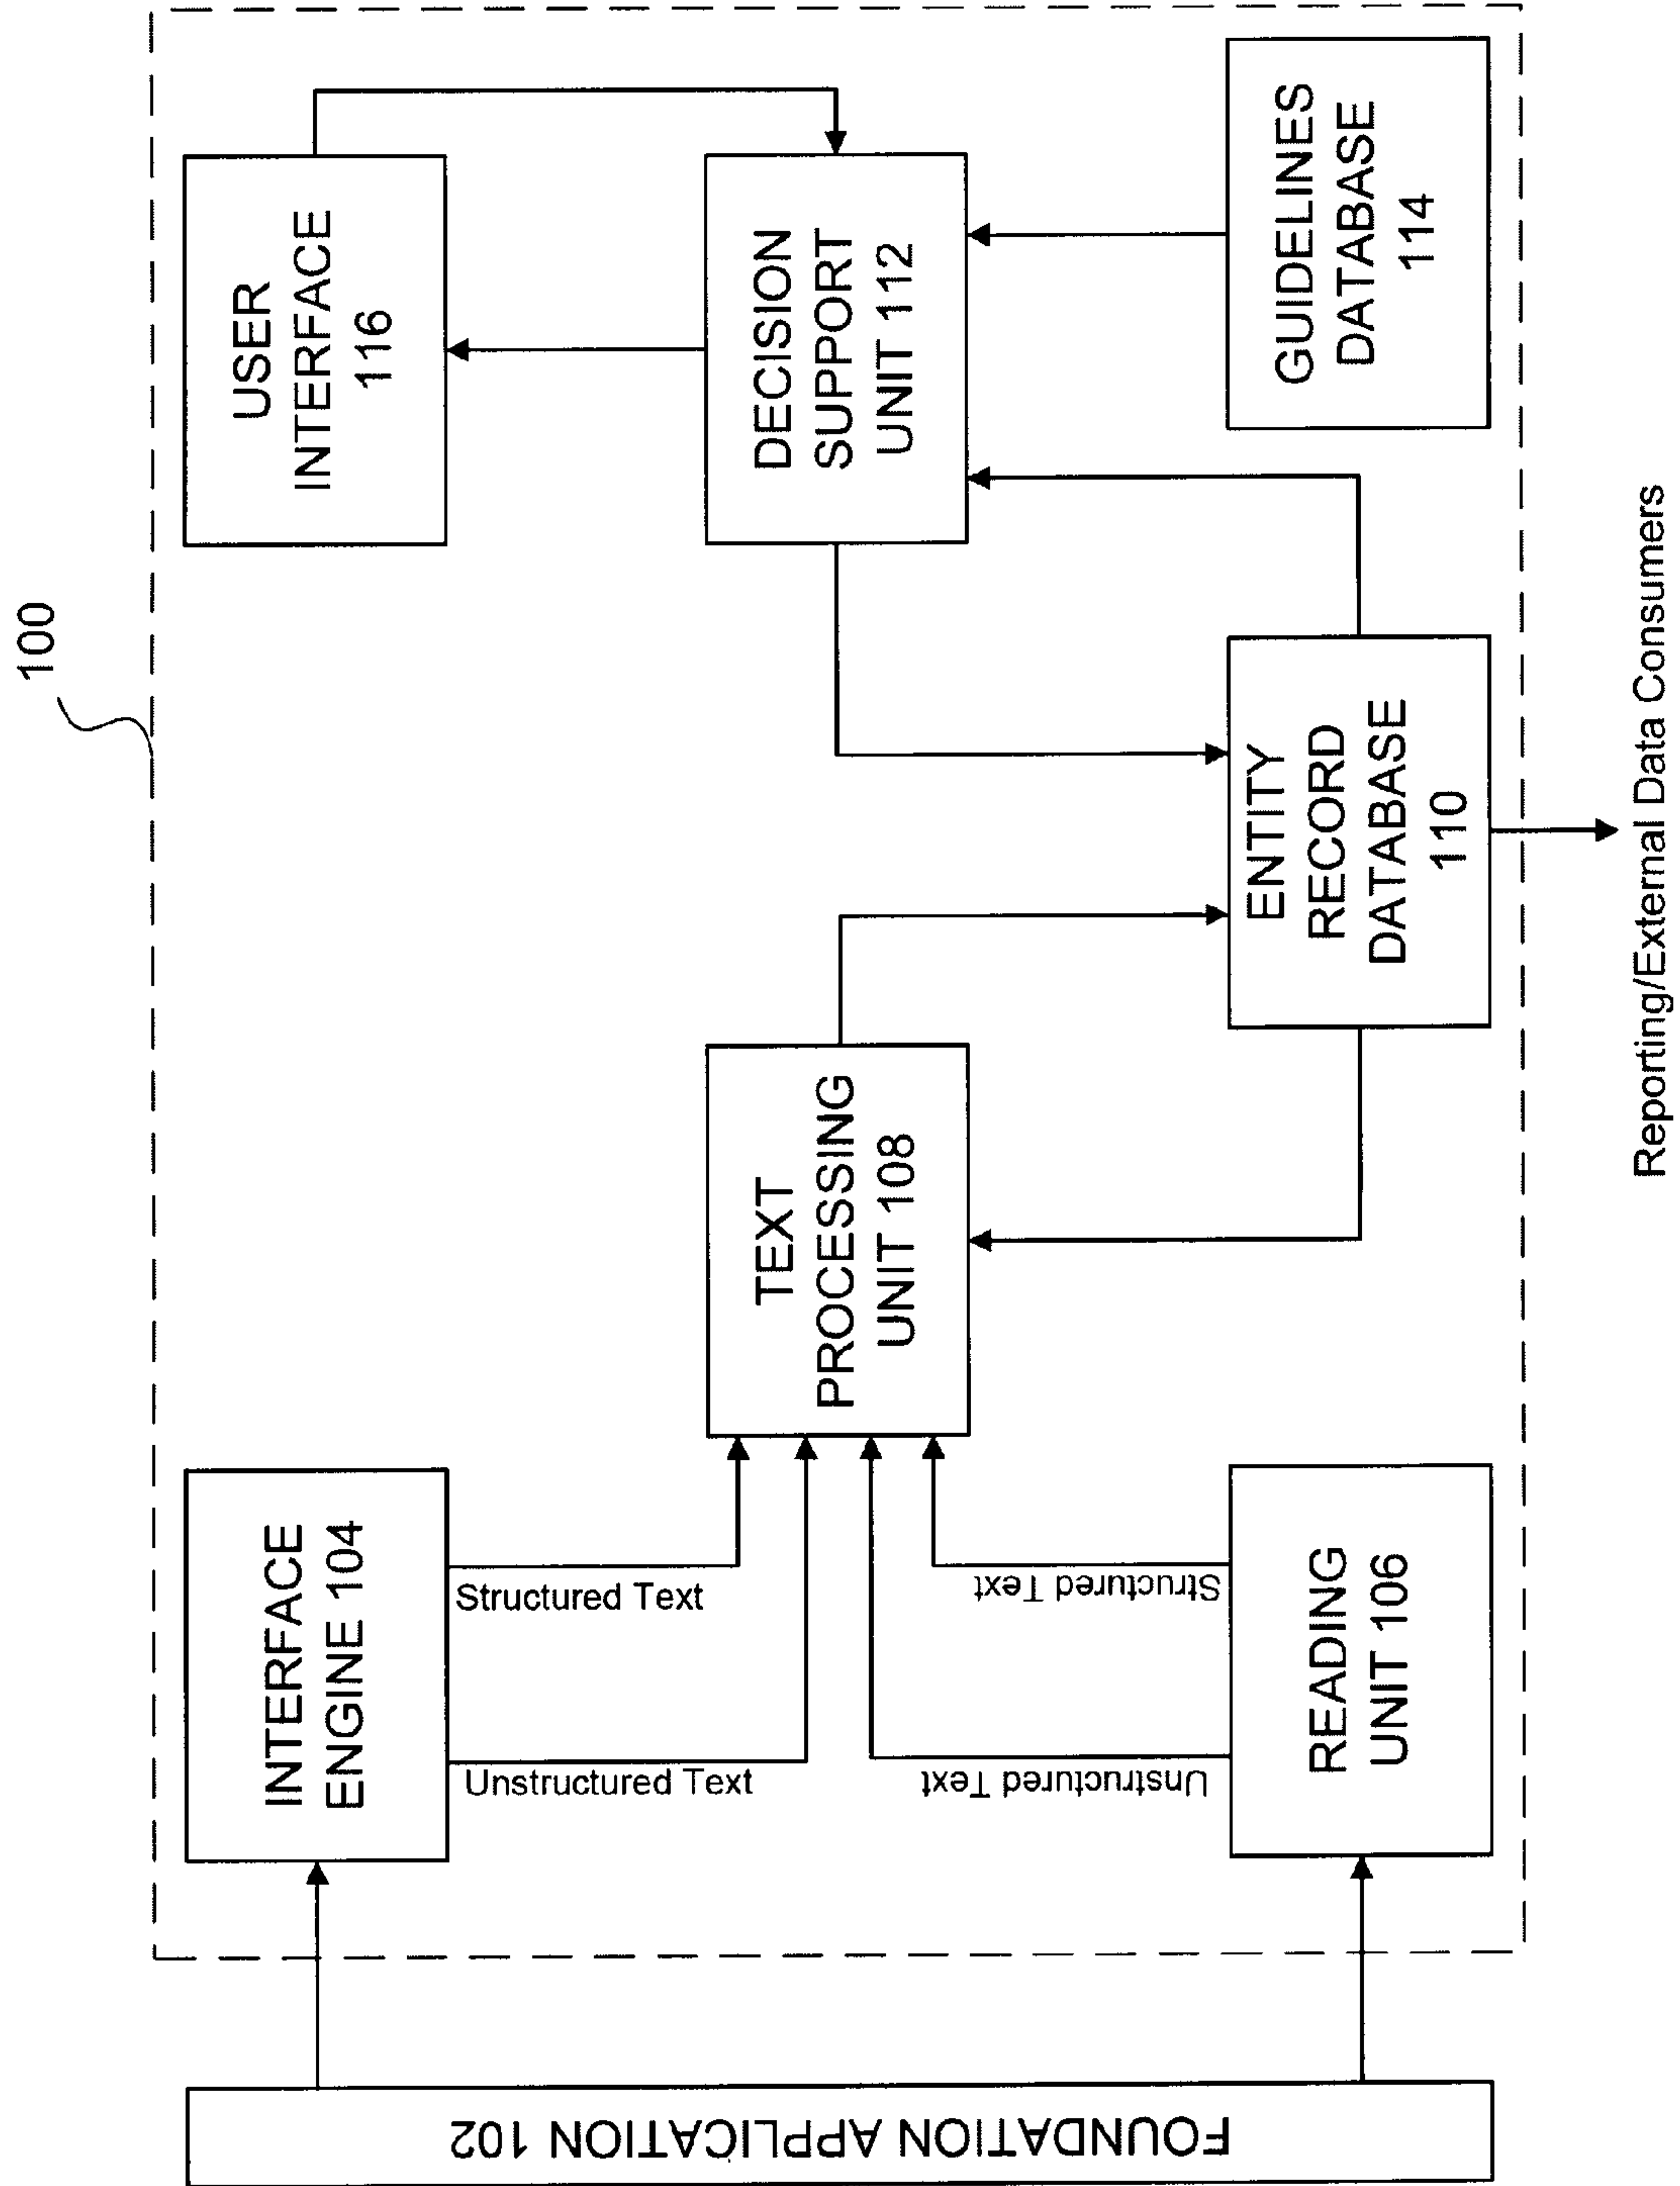 100
FOUNDATION APPLICATION 102
INTERFACE
ENGINE 104
Structured Text
Unstructured Text
Unstructured Text
Structured Text
READING
UNIT 106
TEXT
PROCESSING
UNIT 108
ENTITY
RECORD
DATABASE
110
USER
INTERFACE
116
DECISION
SUPPORT
UNIT 112
GUIDELINES
DATABASE
114
Reporting/External Data Consumers